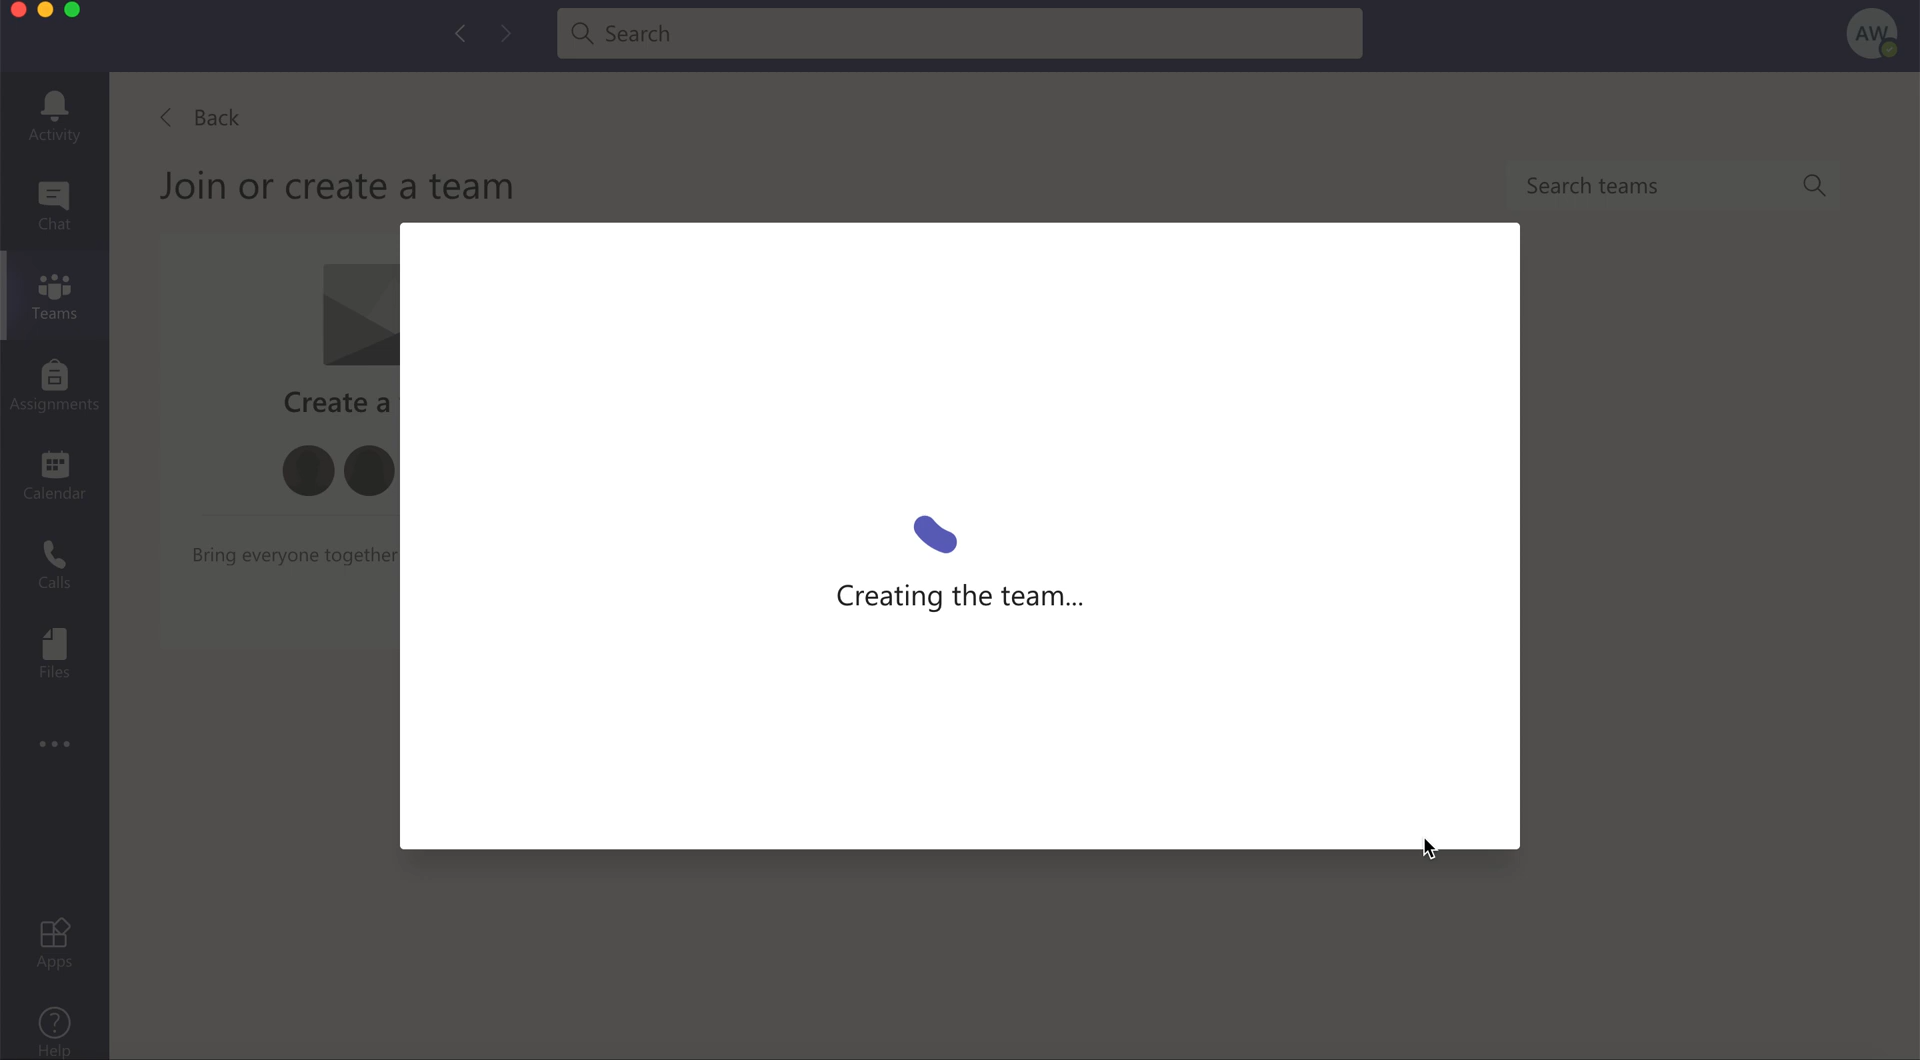 Search
AW
Activity
Chat
Teams
Assignments
Calendar
Calls
Files
Apps
Help
Back
Join or create a team
Search teams
Create a
Bring everyone together
Creating the team...